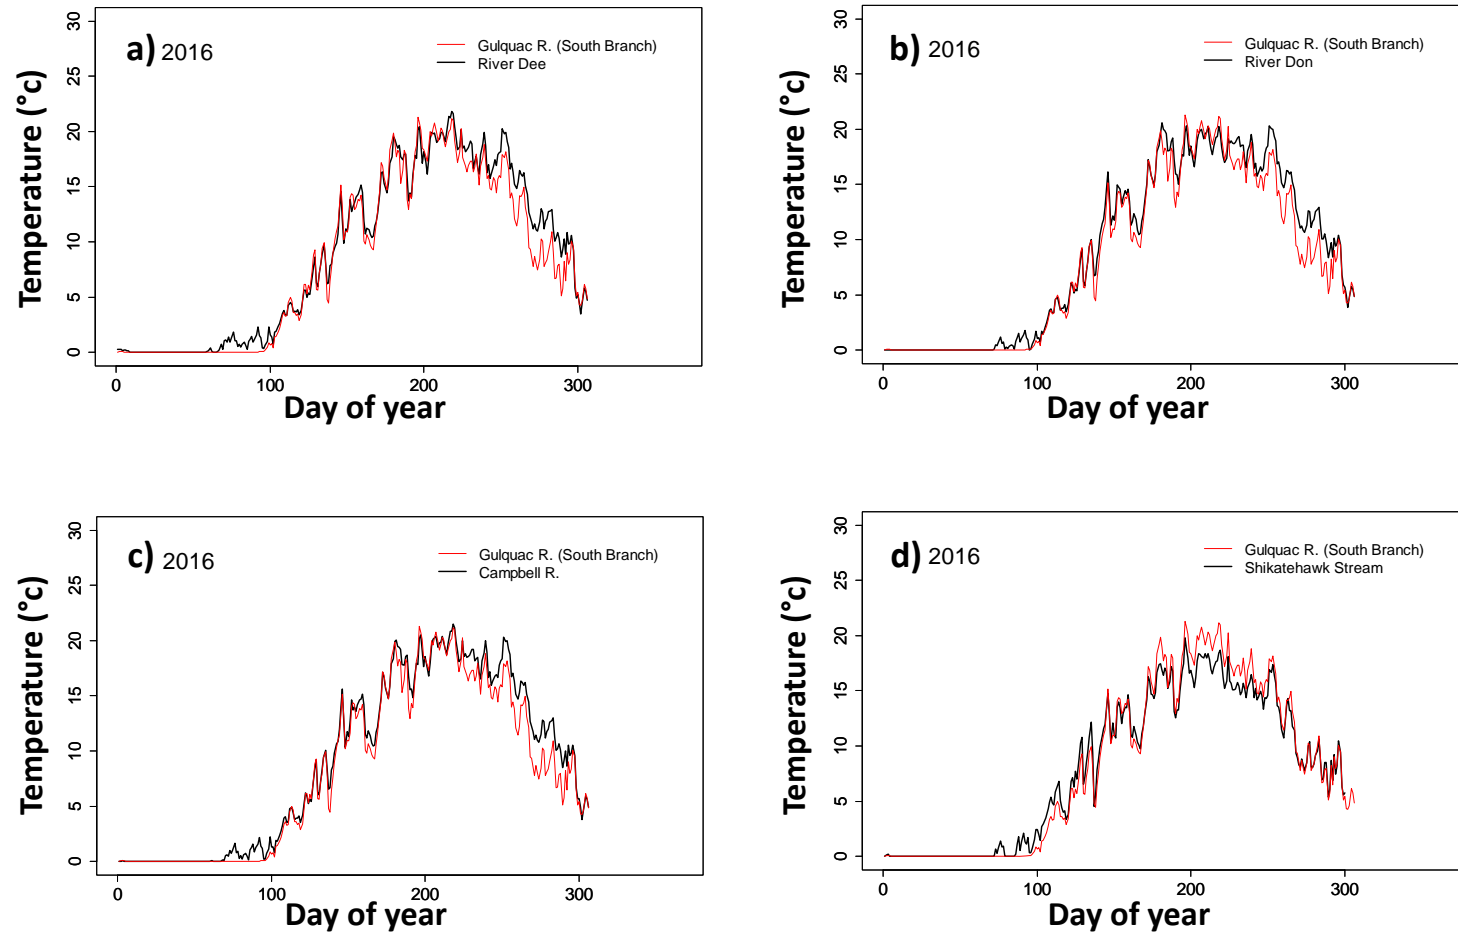 a) 2016
Gulquac R. (South Branch)
River Dee
Temperature (°c)
30
25
20
15
10
5
0
0 100 200 300
Day of year
b) 2016
Gulquac R. (South Branch)
River Don
Temperature (°c)
30
25
20
15
10
5
0
0 100 200 300
Day of year
c) 2016
Gulquac R. (South Branch)
Campbell R.
Temperature (°c)
30
25
20
15
10
5
0
0 100 200 300
Day of year
d) 2016
Gulquac R. (South Branch)
Shikatehawk Stream
Temperature (°c)
30
25
20
15
10
5
0
0 100 200 300
Day of year